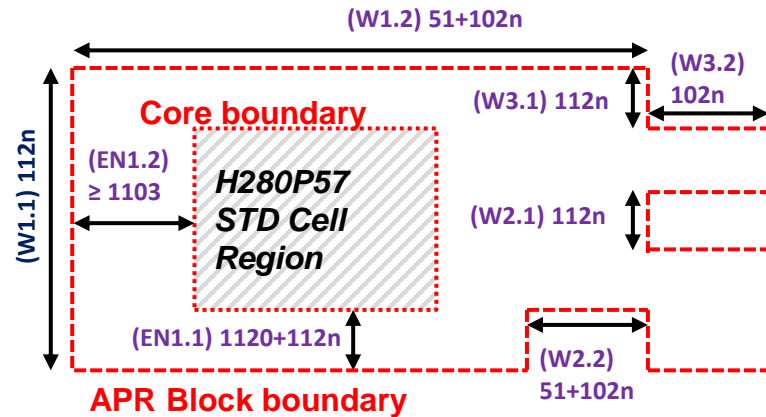 (W1.2) 51+102n
(W3.2)
102n
(W3.1) 112n
Core boundary
(EN1.2)
≥ 1103
(W1.1) 112n
H280P57
STD Cell
Region
(W2.1) 112n
(EN1.1) 1120+112n
(W2.2)
51+102n
APR Block boundary